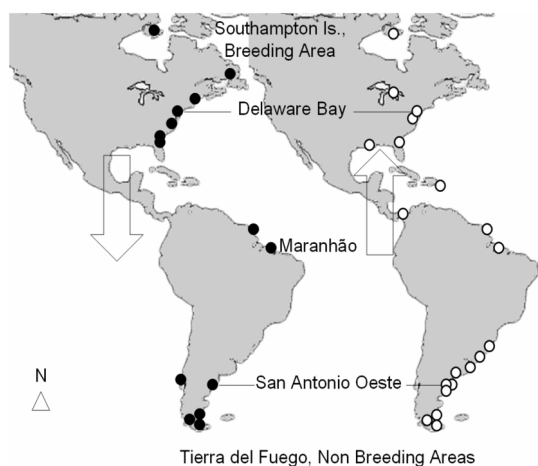 Southampton Is.,
Breeding Area
Delaware Bay
Maranhão
San Antonio Oeste
N
Tierra del Fuego, Non Breeding Areas